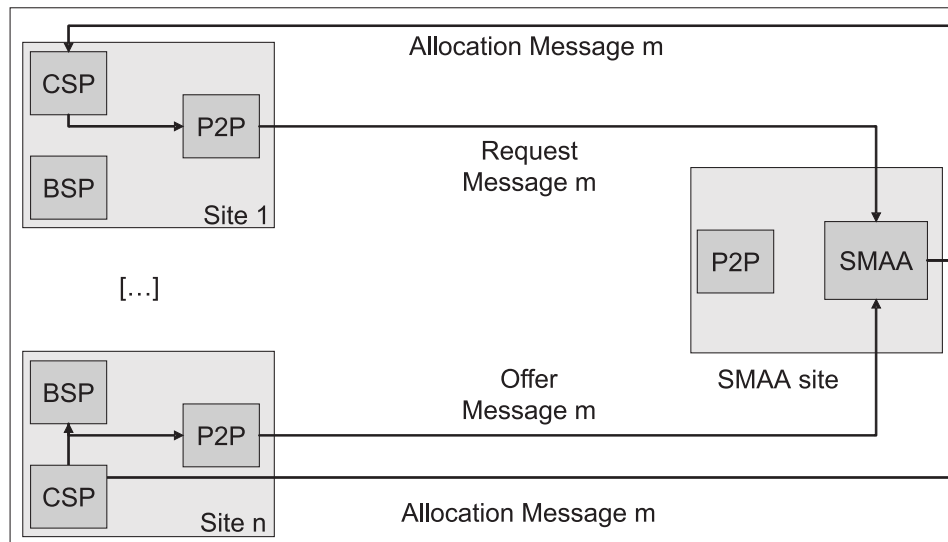 Allocation Message m
CSP
P2P
Request
Message m
BSP
Site 1
P2P
SMAA
[...]
SMAA site
BSP
Offer
Message m
P2P
CSP
Site n
Allocation Message m